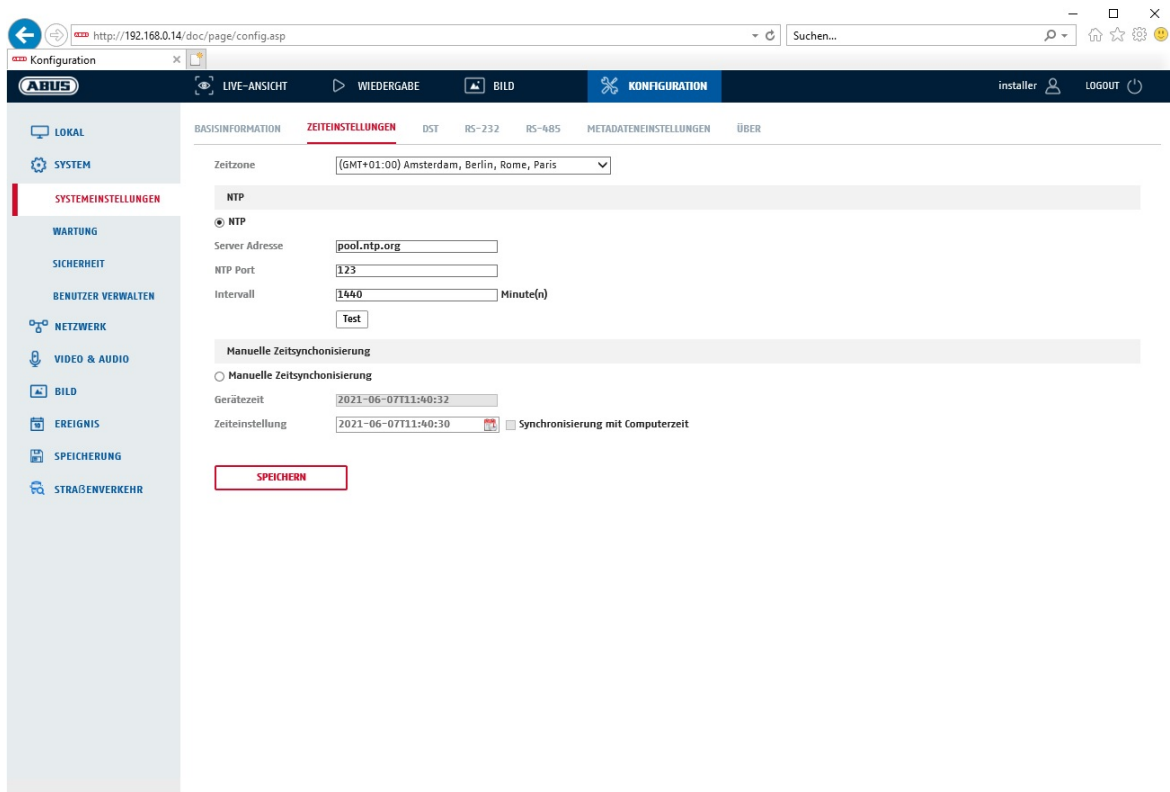 http://192.168.0.14/doc/page/config.asp
Suchen...
Konfiguration
ABUS
LIVE-ANSICHT
WIEDERGABE
BILD
KONFIGURATION
installer
LOGOUT
LOKAL
SYSTEM
SYSTEMEINSTELLUNGEN
WARTUNG
SICHERHEIT
BENUTZER VERWALTEN
NETZWERK
VIDEO & AUDIO
BILD
EREIGNIS
SPEICHERUNG
STRAßENVERKEHR
BASISINFORMATION
ZEITEINSTELLUNGEN
DST
RS-232
RS-485
METADATENEINSTELLUNGEN
ÜBER
Zeitzone (GMT+01:00) Amsterdam, Berlin, Rome, Paris
NTP
NTP
Server Adresse pool.ntp.org
NTP Port 123
Intervall 1440 Minute(n)
Test
Manuelle Zeitsynchonisierung
Manuelle Zeitsynchonisierung
Gerätezeit 2021-06-07T11:40:32
Zeiteinstellung 2021-06-07T11:40:30 Synchronisierung mit Computerzeit
SPEICHERN